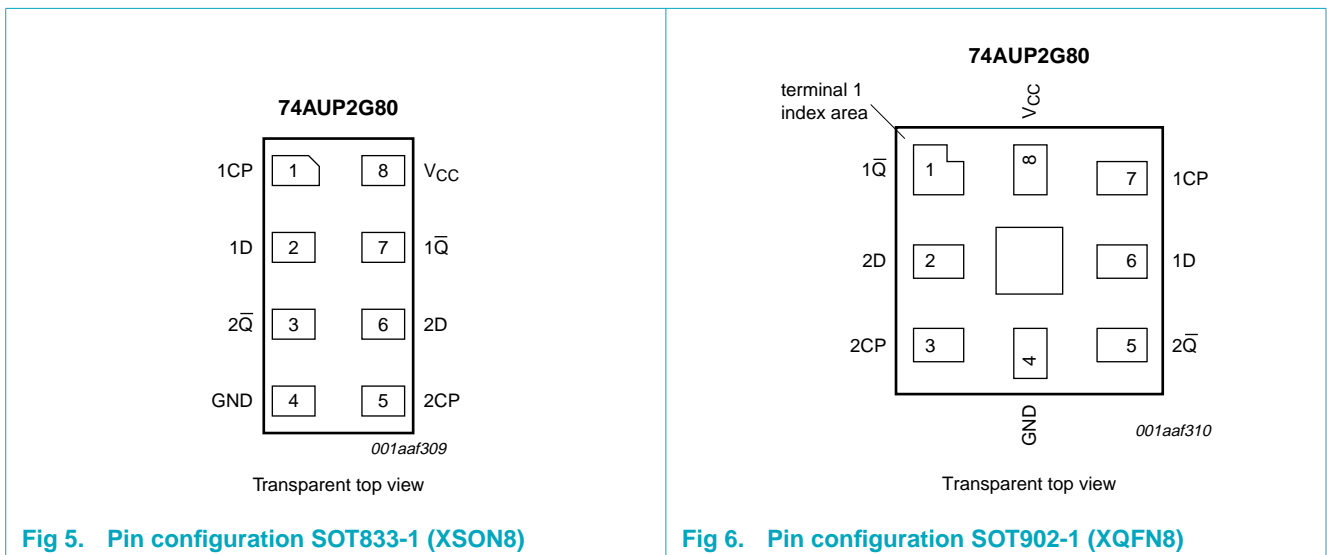 74AUP2G80
1CP 1 8 VCC
1D 2 7 1Q̅
2Q̅ 3 6 2D
GND 4 5 2CP
001aaf309
Transparent top view
Fig 5. Pin configuration SOT833-1 (XSON8)
74AUP2G80
terminal 1
index area
VCC
1Q̅ 1 8 7 1CP
2D 2 6 1D
2CP 3 4 5 2Q̅
GND
001aaf310
Transparent top view
Fig 6. Pin configuration SOT902-1 (XQFN8)